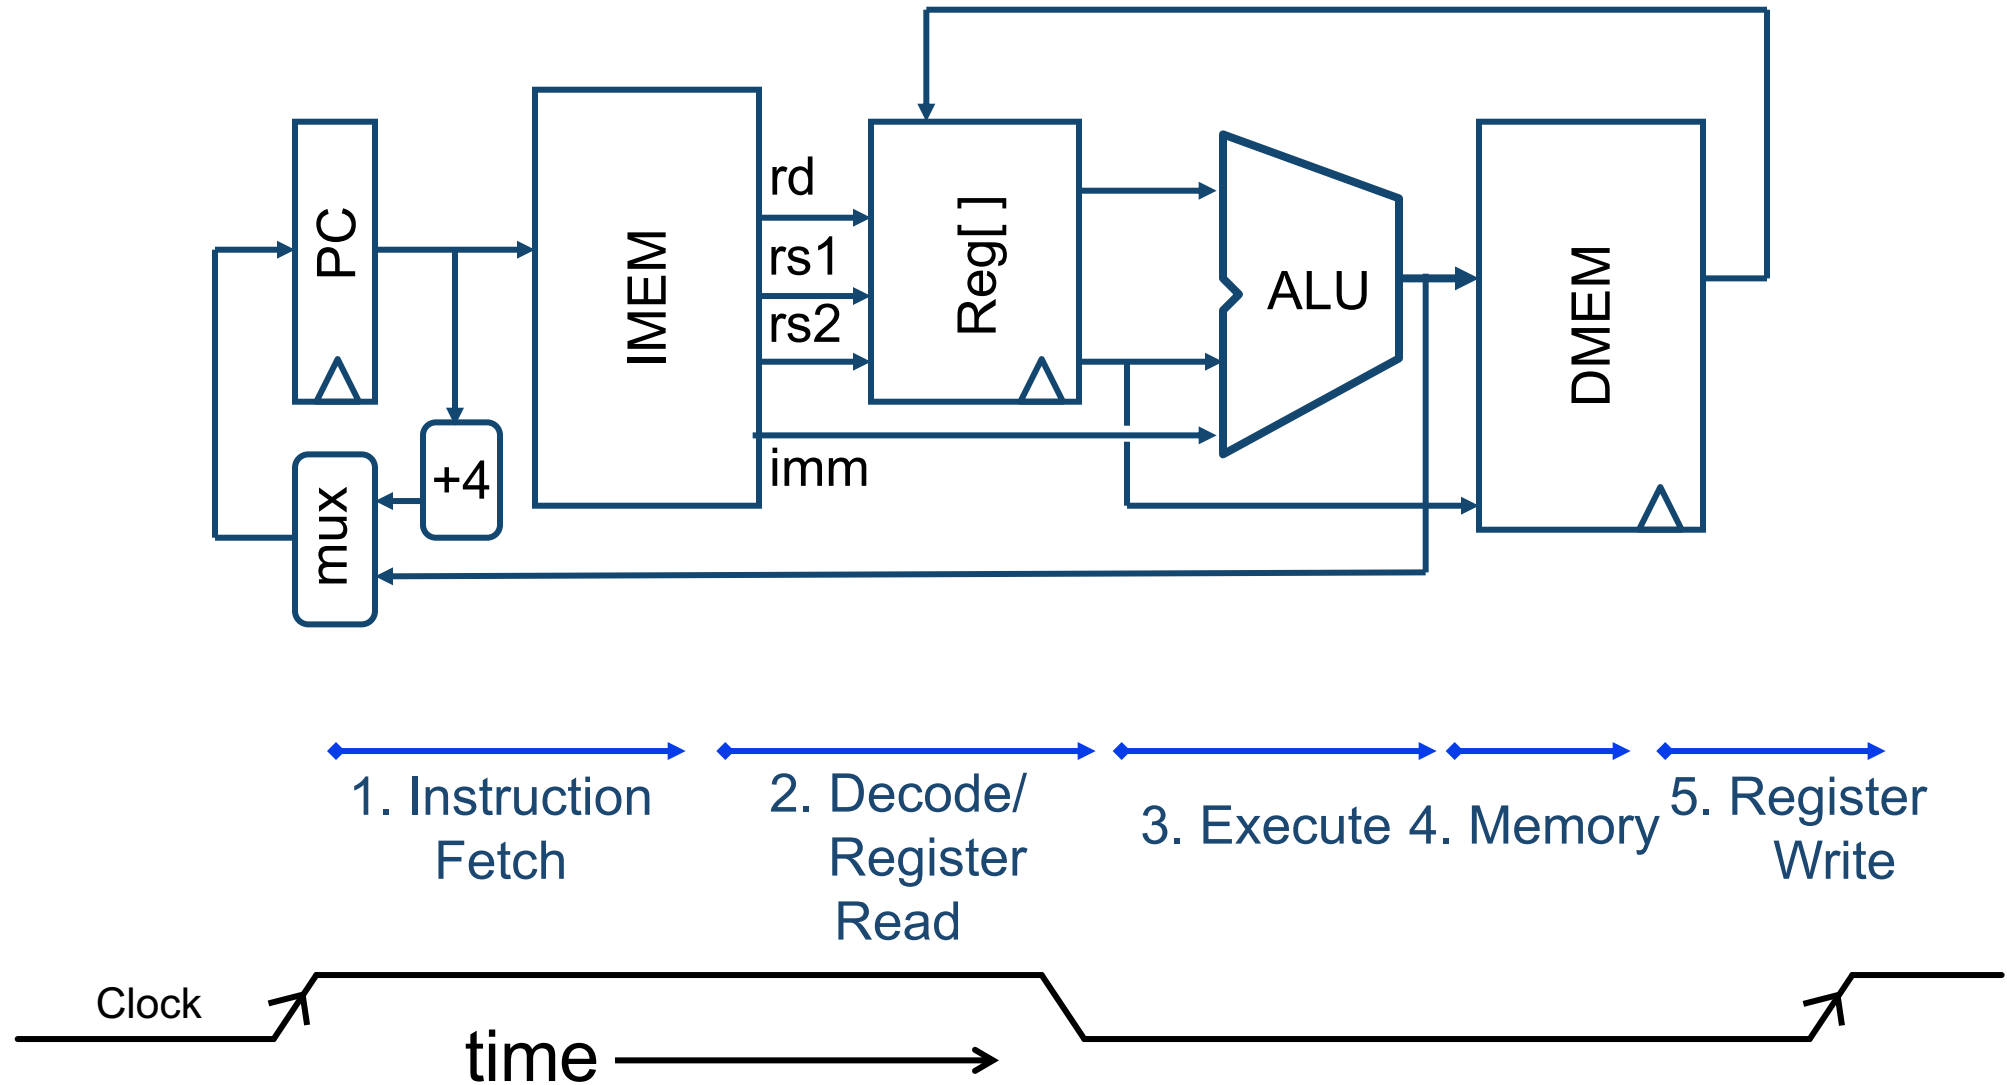 PC
IMEM
rd
rs1
rs2
imm
Reg[ ]
ALU
DMEM
+4
mux
1. Instruction
Fetch
2. Decode/
Register
Read
3. Execute
4. Memory
5. Register
Write
Clock
time